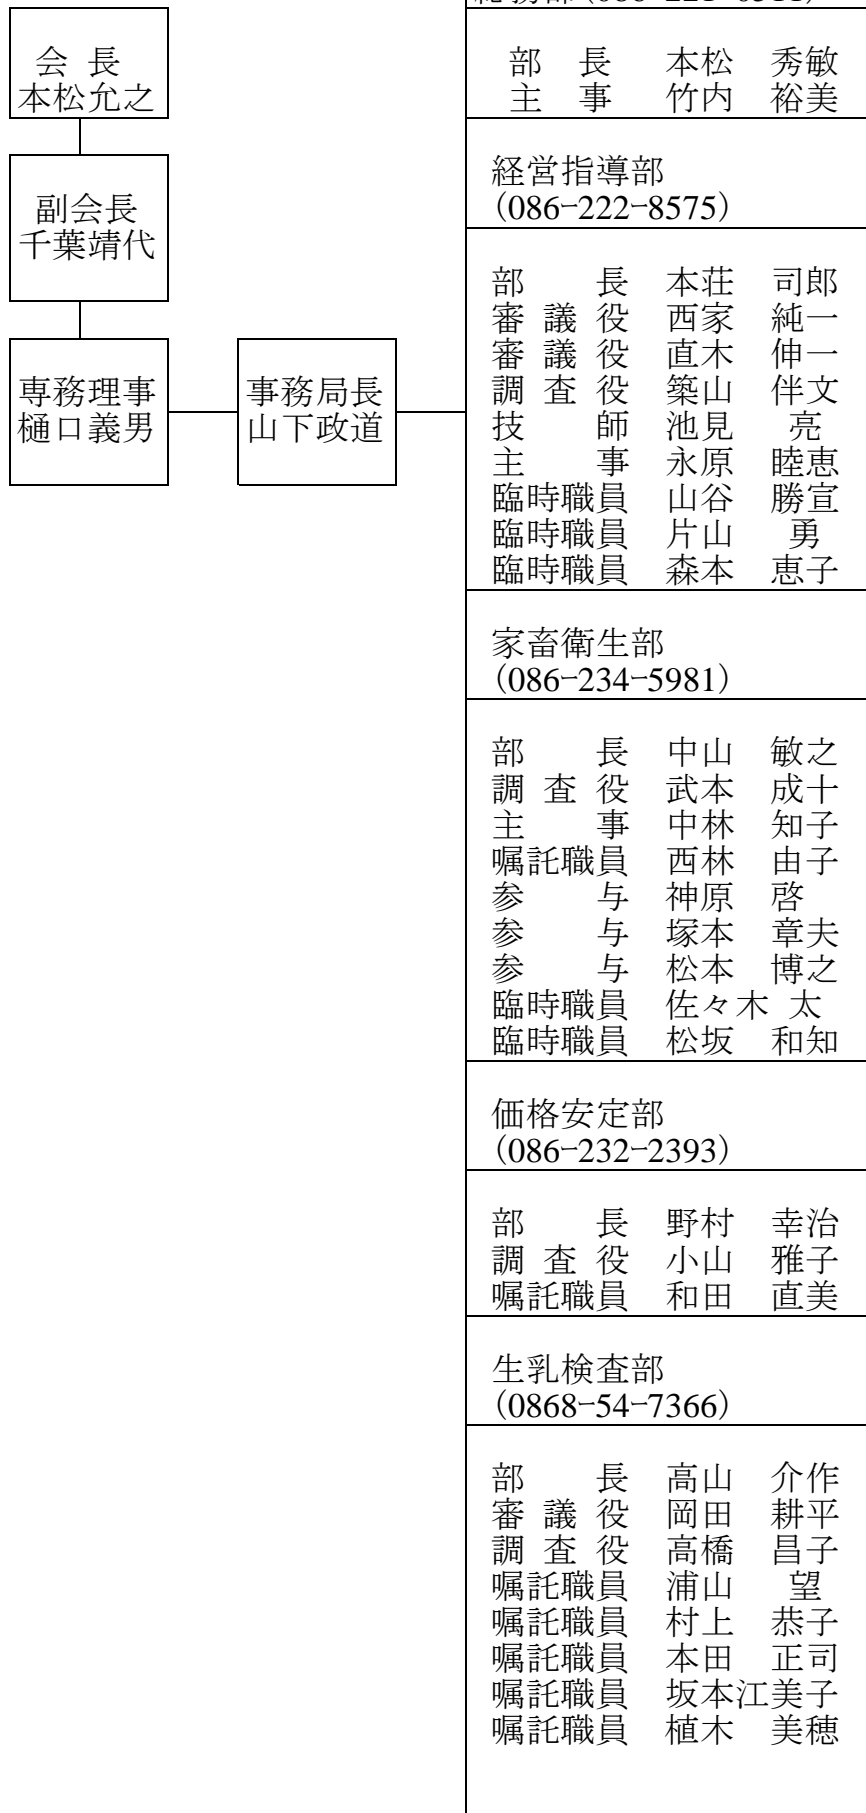 会 長
本松允之
副会長
千葉靖代
専務理事
樋口義男
事務局長
山下政道
部 長 本松 秀敏
主 事 竹内 裕美
経営指導部
(086-222-8575)
部 長 本荘 司郎
審 議 役 西家 純一
審 議 役 直木 伸一
調 査 役 築山 伴文
技 師 池見 亮
主 事 永原 睦恵
臨時職員 山谷 勝宣
臨時職員 片山 勇
臨時職員 森本 恵子
家畜衛生部
(086-234-5981)
部 長 中山 敏之
調 査 役 武本 成十
主 事 中林 知子
嘱託職員 西林 由子
参 与 神原 啓
参 与 塚本 章夫
参 与 松本 博之
臨時職員 佐々木 太
臨時職員 松坂 和知
価格安定部
(086-232-2393)
部 長 野村 幸治
調 査 役 小山 雅子
嘱託職員 和田 直美
生乳検査部
(0868-54-7366)
部 長 高山 介作
審 議 役 岡田 耕平
調 査 役 高橋 昌子
嘱託職員 浦山 望
嘱託職員 村上 恭子
嘱託職員 本田 正司
嘱託職員 坂本江美子
嘱託職員 植木 美穂